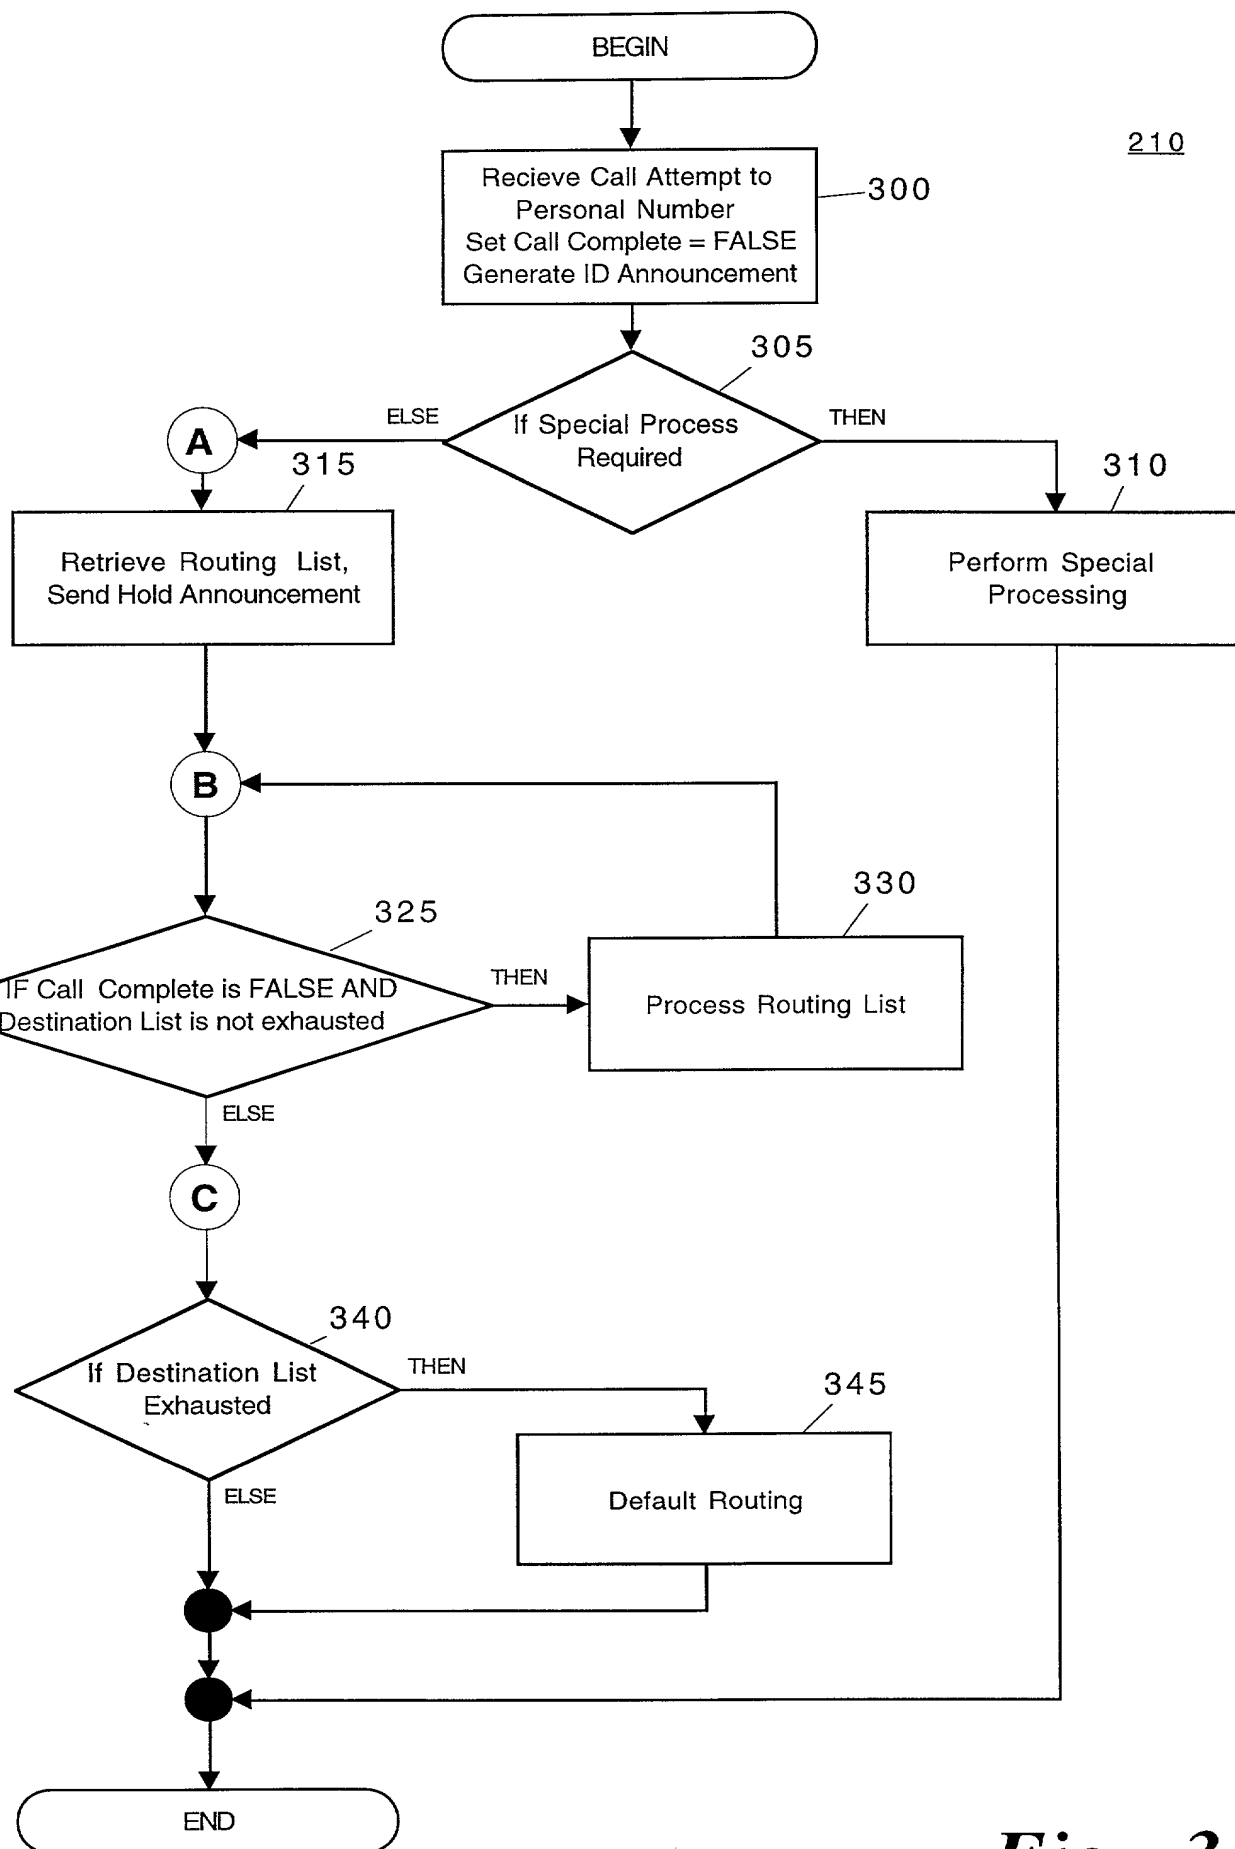 BEGIN
210
Recieve Call Attempt to
Personal Number
Set Call Complete = FALSE
Generate ID Announcement
300
305
If Special Process
Required
ELSE
THEN
A
315
310
Retrieve Routing List,
Send Hold Announcement
Perform Special
Processing
B
325
330
IF Call Complete is FALSE AND
Destination List is not exhausted
THEN
Process Routing List
ELSE
C
340
If Destination List
Exhausted
THEN
345
Default Routing
ELSE
END
Fig. 3